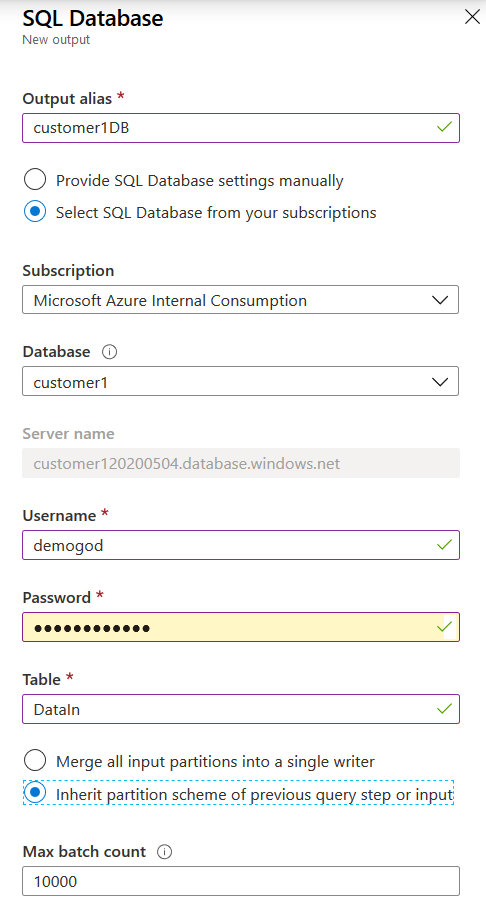 SQL Database
New output
Output alias *
customer1DB
Provide SQL Database settings manually
Select SQL Database from your subscriptions
Subscription
Microsoft Azure Internal Consumption
Database
customer1
Server name
customer120200504.database.windows.net
Username *
demogod
Password *
●●●●●●●●●●●●
Table *
DataIn
Merge all input partitions into a single writer
Inherit partition scheme of previous query step or input
Max batch count
10000